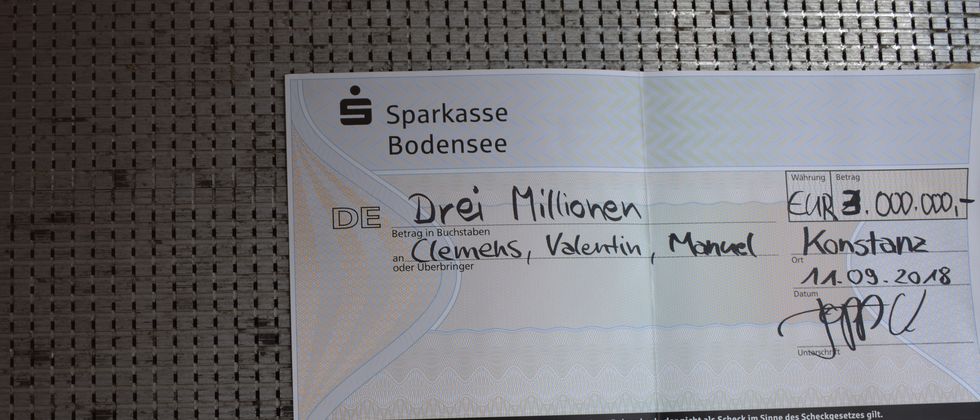 Sparkasse
Bodensee
Währung Betrag
DE Drei Millionen EUR 3.000.000,-
Betrag in Buchstaben
an Clemens, Valentin, Manuel Konstanz
oder Überbringer Ort
11.09.2018
Datum
Unterschrift
nicht als Scheck im Sinne des Scheckgesetzes gilt.